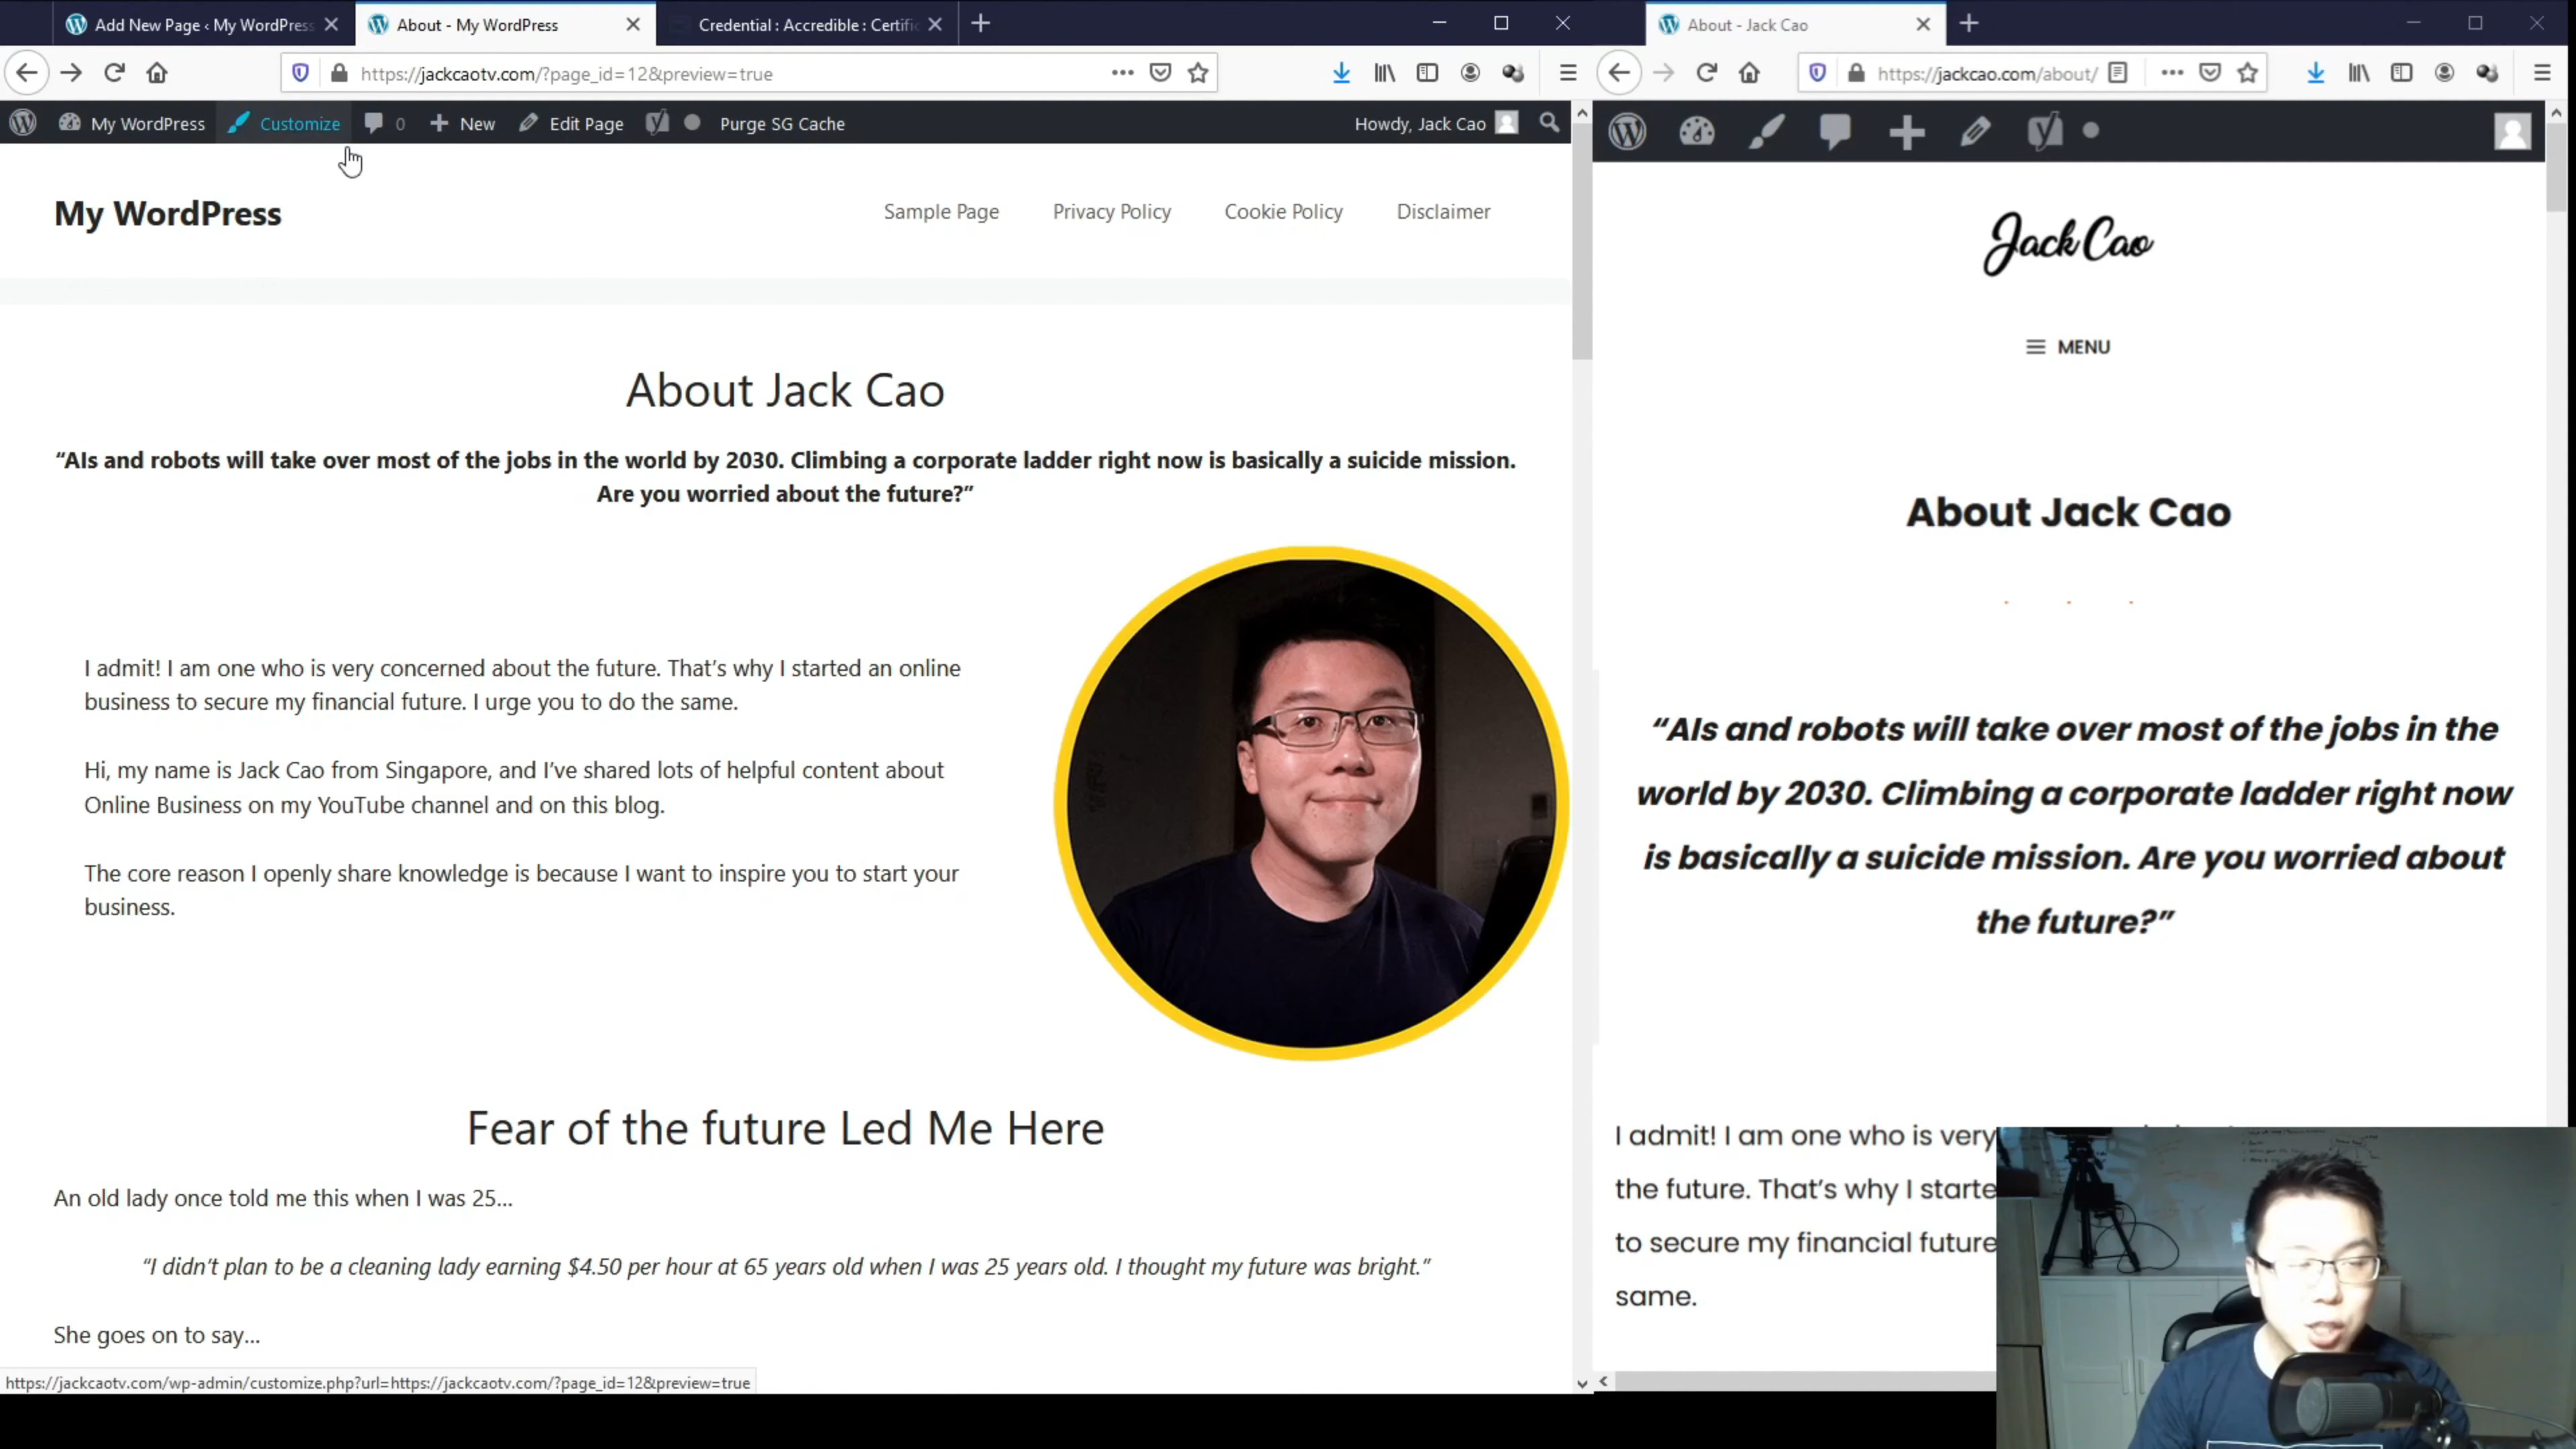 Add New Page ‹ My WordPress
About - My WordPress
Credential : Accredible : Certific
https://jackcaotv.com/?page_id=12&preview=true
My WordPress
Customize
0
New
Edit Page
Purge SG Cache
Howdy, Jack Cao
My WordPress
Sample Page
Privacy Policy
Cookie Policy
Disclaimer
About Jack Cao
“AIs and robots will take over most of the jobs in the world by 2030. Climbing a corporate ladder right now is basically a suicide mission.
Are you worried about the future?”
I admit! I am one who is very concerned about the future. That’s why I started an online
business to secure my financial future. I urge you to do the same.
Hi, my name is Jack Cao from Singapore, and I’ve shared lots of helpful content about
Online Business on my YouTube channel and on this blog.
The core reason I openly share knowledge is because I want to inspire you to start your
business.
Fear of the future Led Me Here
An old lady once told me this when I was 25…
“I didn’t plan to be a cleaning lady earning $4.50 per hour at 65 years old when I was 25 years old. I thought my future was bright.”
She goes on to say…
https://jackcaotv.com/wp-admin/customize.php?url=https://jackcaotv.com/?page_id=12&preview=true
About - Jack Cao
https://jackcao.com/about/
Jack Cao
MENU
About Jack Cao
“AIs and robots will take over most of the jobs in the
world by 2030. Climbing a corporate ladder right now
is basically a suicide mission. Are you worried about
the future?”
I admit! I am one who is very
the future. That’s why I starte
to secure my financial future
same.